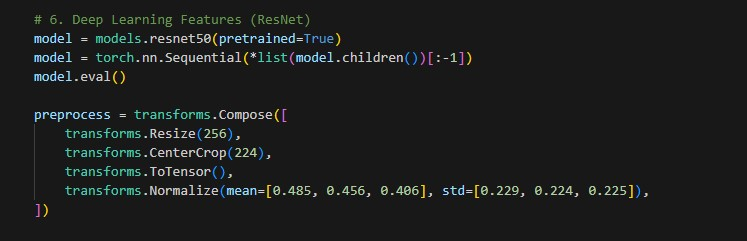 # 6. Deep Learning Features (ResNet)
model = models.resnet50(pretrained=True)
model = torch.nn.Sequential(*list(model.children())[:-1])
model.eval()
preprocess = transforms.Compose([
    transforms.Resize(256),
    transforms.CenterCrop(224),
    transforms.ToTensor(),
    transforms.Normalize(mean=[0.485, 0.456, 0.406], std=[0.229, 0.224, 0.225]),
])